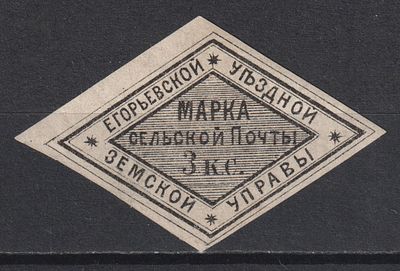 ЕГОРЬЕВСКОЙ УѢЗДНОЙ
МАРКА
СЕЛЬСКОЙ ПОЧТЫ
3 КС.
ЗЕМСКОЙ УПРАВЫ